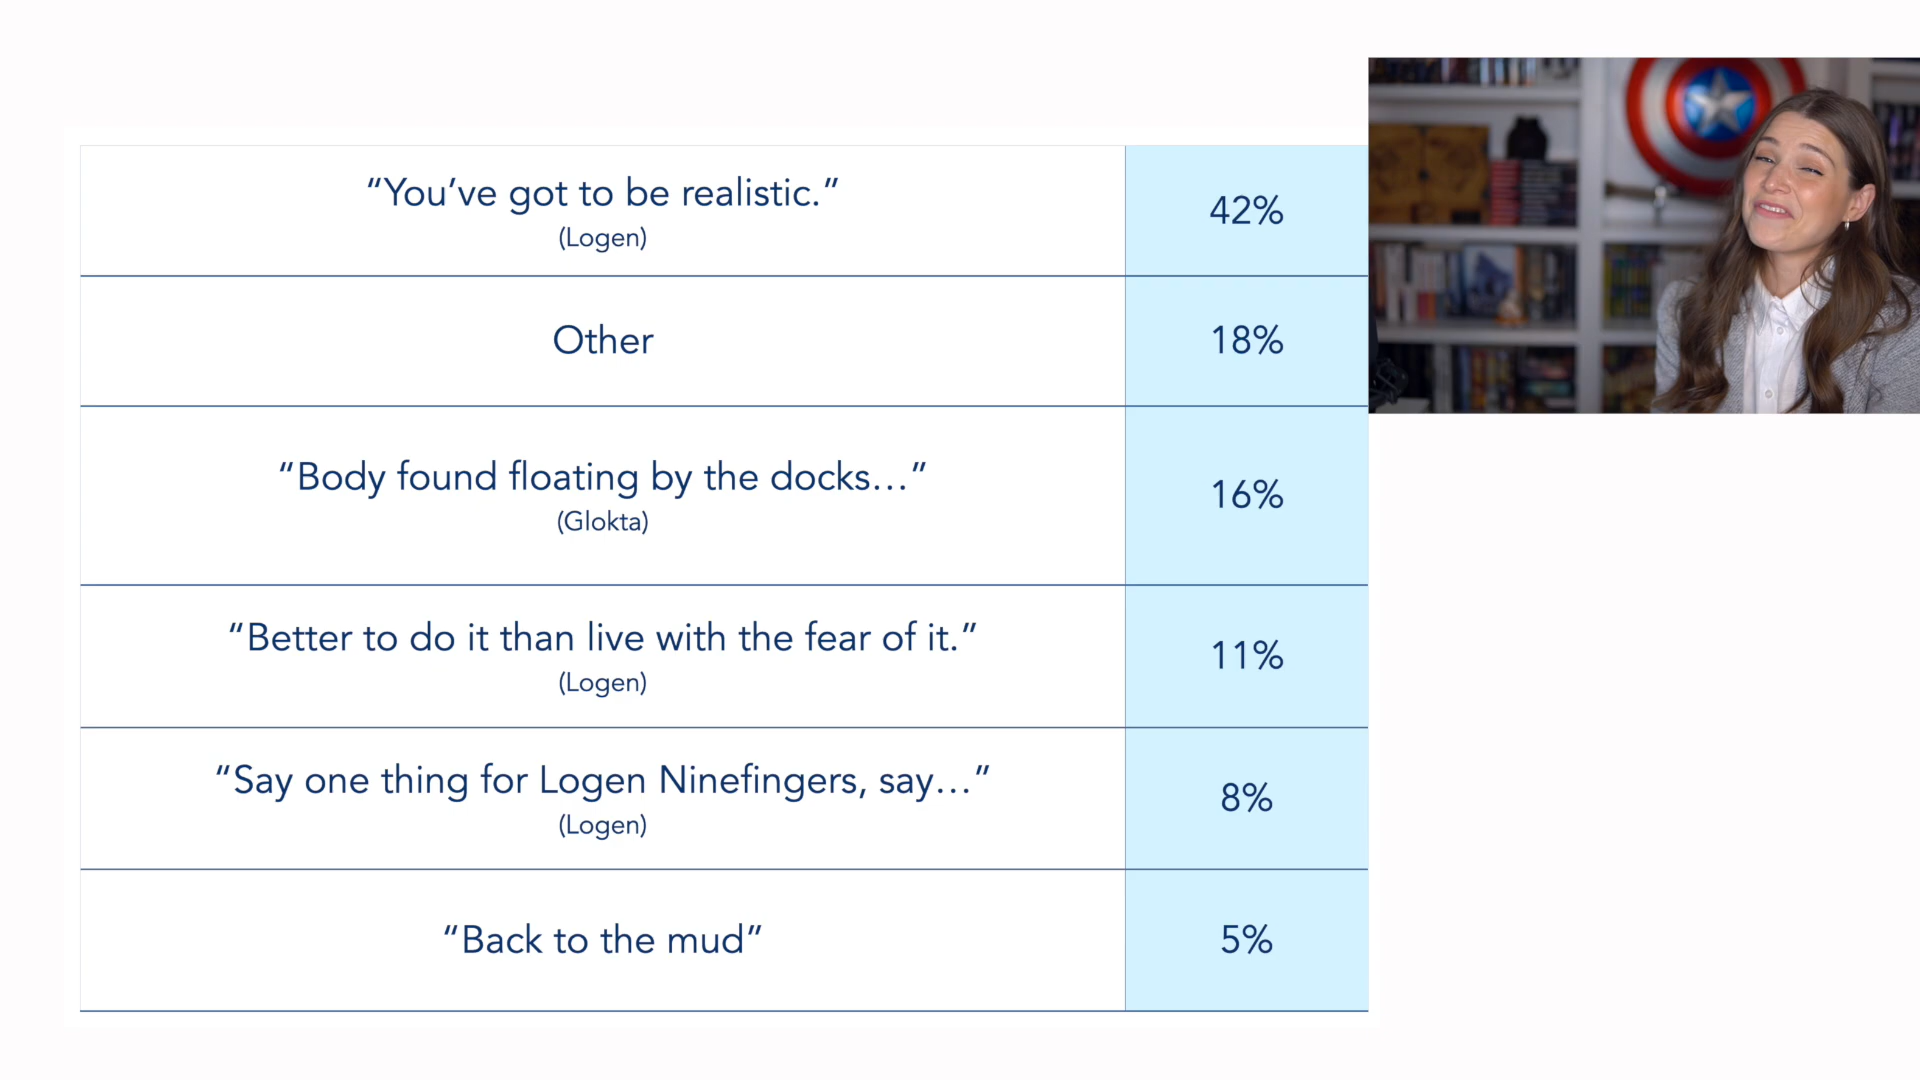 “You’ve got to be realistic.”
(Logen)
42%
Other
18%
“Body found floating by the docks…”
(Glokta)
16%
“Better to do it than live with the fear of it.”
(Logen)
11%
“Say one thing for Logen Ninefingers, say…”
(Logen)
8%
“Back to the mud”
5%